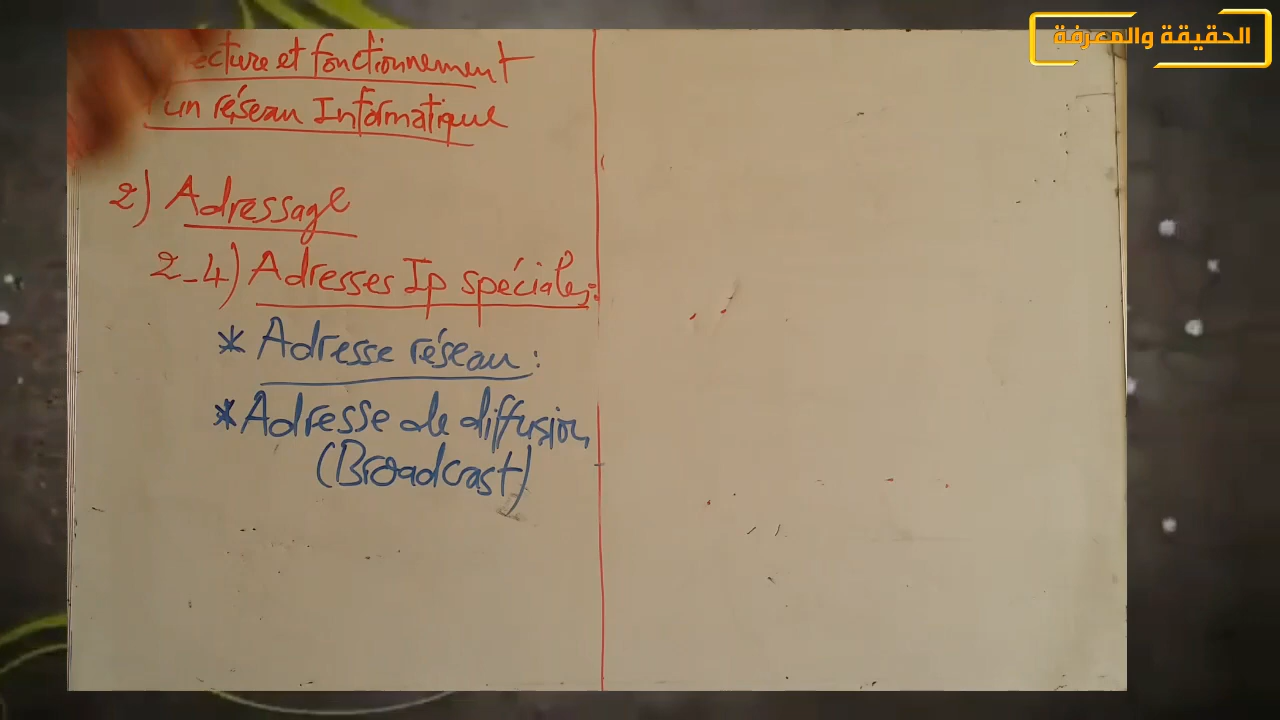 الحقيقة والمعرفة
et fonctionnement
un réseau Informatique
2) Adressage
2-4) Adresses Ip spéciales:
* Adresse réseau:
* Adresse de diffusion
(Broadcast)